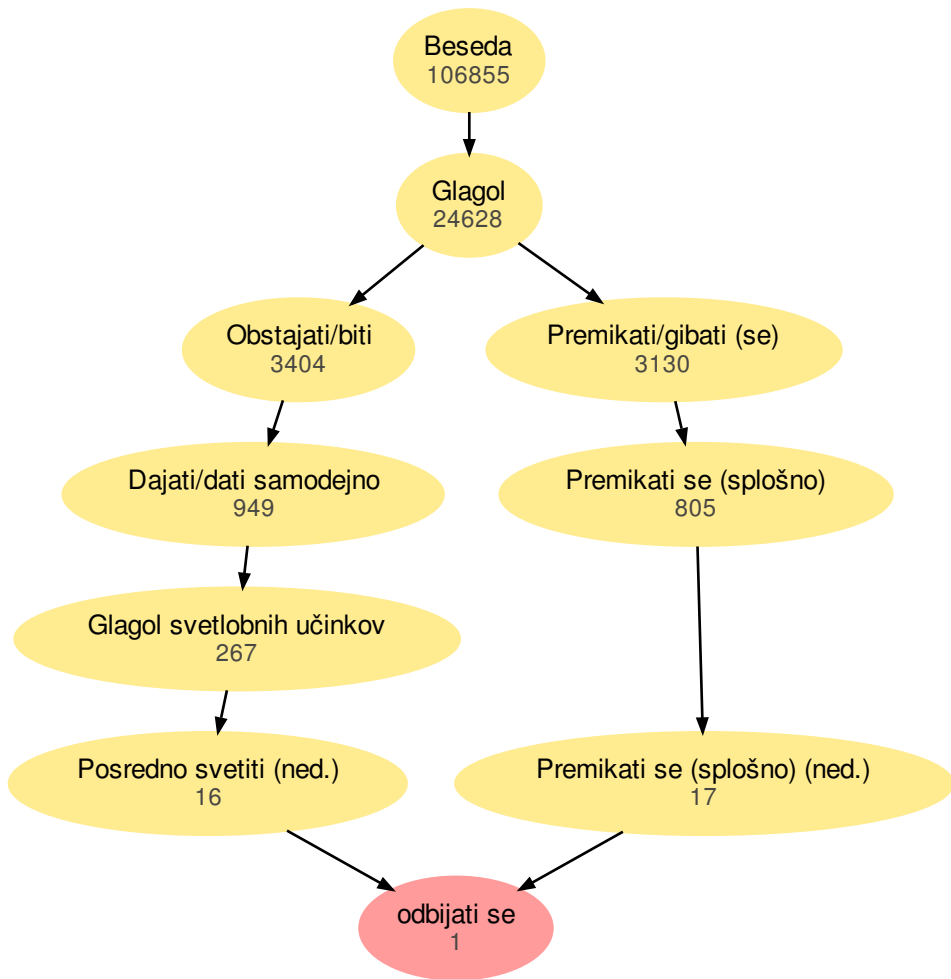 Beseda
106855
Glagol
24628
Obstajati/biti
3404
Premikati/gibati (se)
3130
Dajati/dati samodejno
949
Premikati se (splošno)
805
Glagol svetlobnih učinkov
267
Posredno svetiti (ned.)
16
Premikati se (splošno) (ned.)
17
odbijati se
1